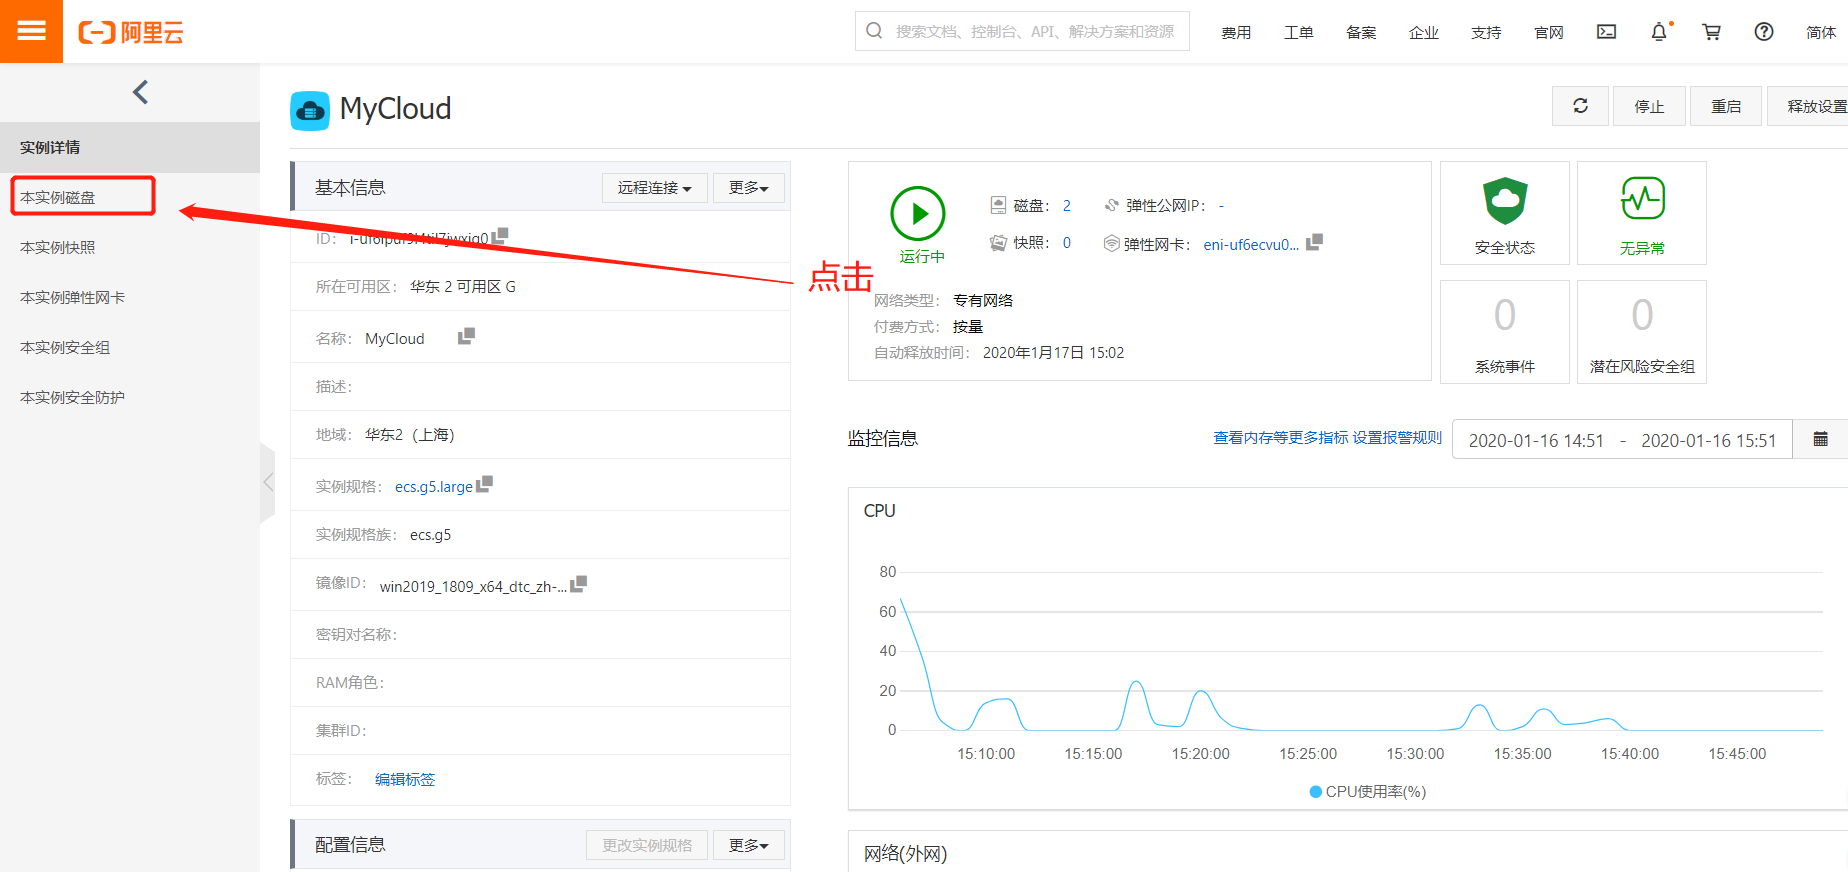 阿里云
搜索文档、控制台、API、解决方案和资源
费用 工单 备案 企业 支持 官网 简体
MyCloud
停止 重启 释放设置
实例详情
本实例磁盘
本实例快照
本实例弹性网卡
本实例安全组
本实例安全防护
点击
基本信息 远程连接 更多
ID:
所在可用区: 华东 2 可用区 G
名称: MyCloud
描述:
地域: 华东2（上海）
实例规格: ecs.g5.large
实例规格族: ecs.g5
镜像ID: win2019_1809_x64_dtc_zh-...
密钥对名称:
RAM角色:
集群ID:
标签: 编辑标签
配置信息 更改实例规格 更多
运行中
磁盘: 2 弹性公网IP: -
快照: 0 弹性网卡: eni-uf6ecvu0...
网络类型: 专有网络
付费方式: 按量
自动释放时间: 2020年1月17日 15:02
安全状态
无异常
0
系统事件
0
潜在风险安全组
监控信息 查看内存等更多指标 设置报警规则 2020-01-16 14:51 - 2020-01-16 15:51
CPU
80
60
40
20
0
15:10:00 15:15:00 15:20:00 15:25:00 15:30:00 15:35:00 15:40:00 15:45:00
CPU使用率(%)
网络(外网)